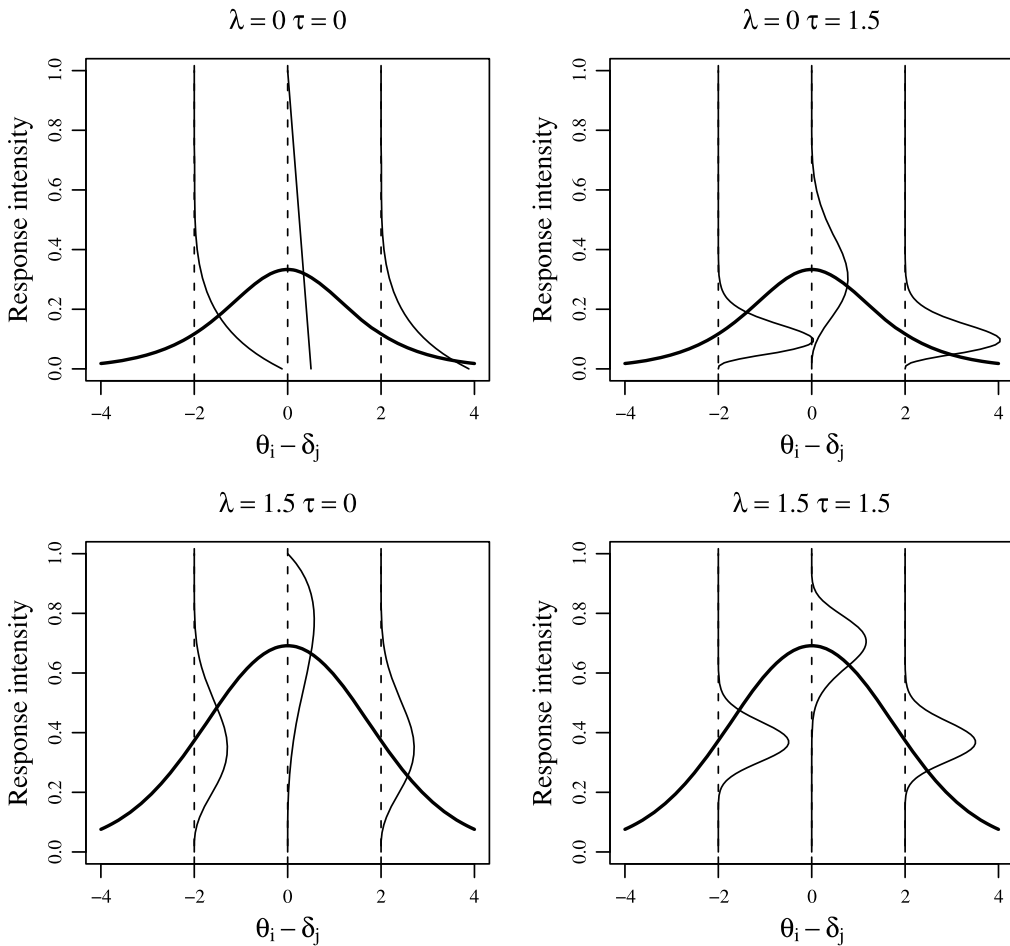 λ = 0 τ = 0
Response intensity
0.0 0.2 0.4 0.6 0.8 1.0
−4 −2 0 2 4
θi − δj
λ = 0 τ = 1.5
Response intensity
0.0 0.2 0.4 0.6 0.8 1.0
−4 −2 0 2 4
θi − δj
λ = 1.5 τ = 0
Response intensity
0.0 0.2 0.4 0.6 0.8 1.0
−4 −2 0 2 4
θi − δj
λ = 1.5 τ = 1.5
Response intensity
0.0 0.2 0.4 0.6 0.8 1.0
−4 −2 0 2 4
θi − δj